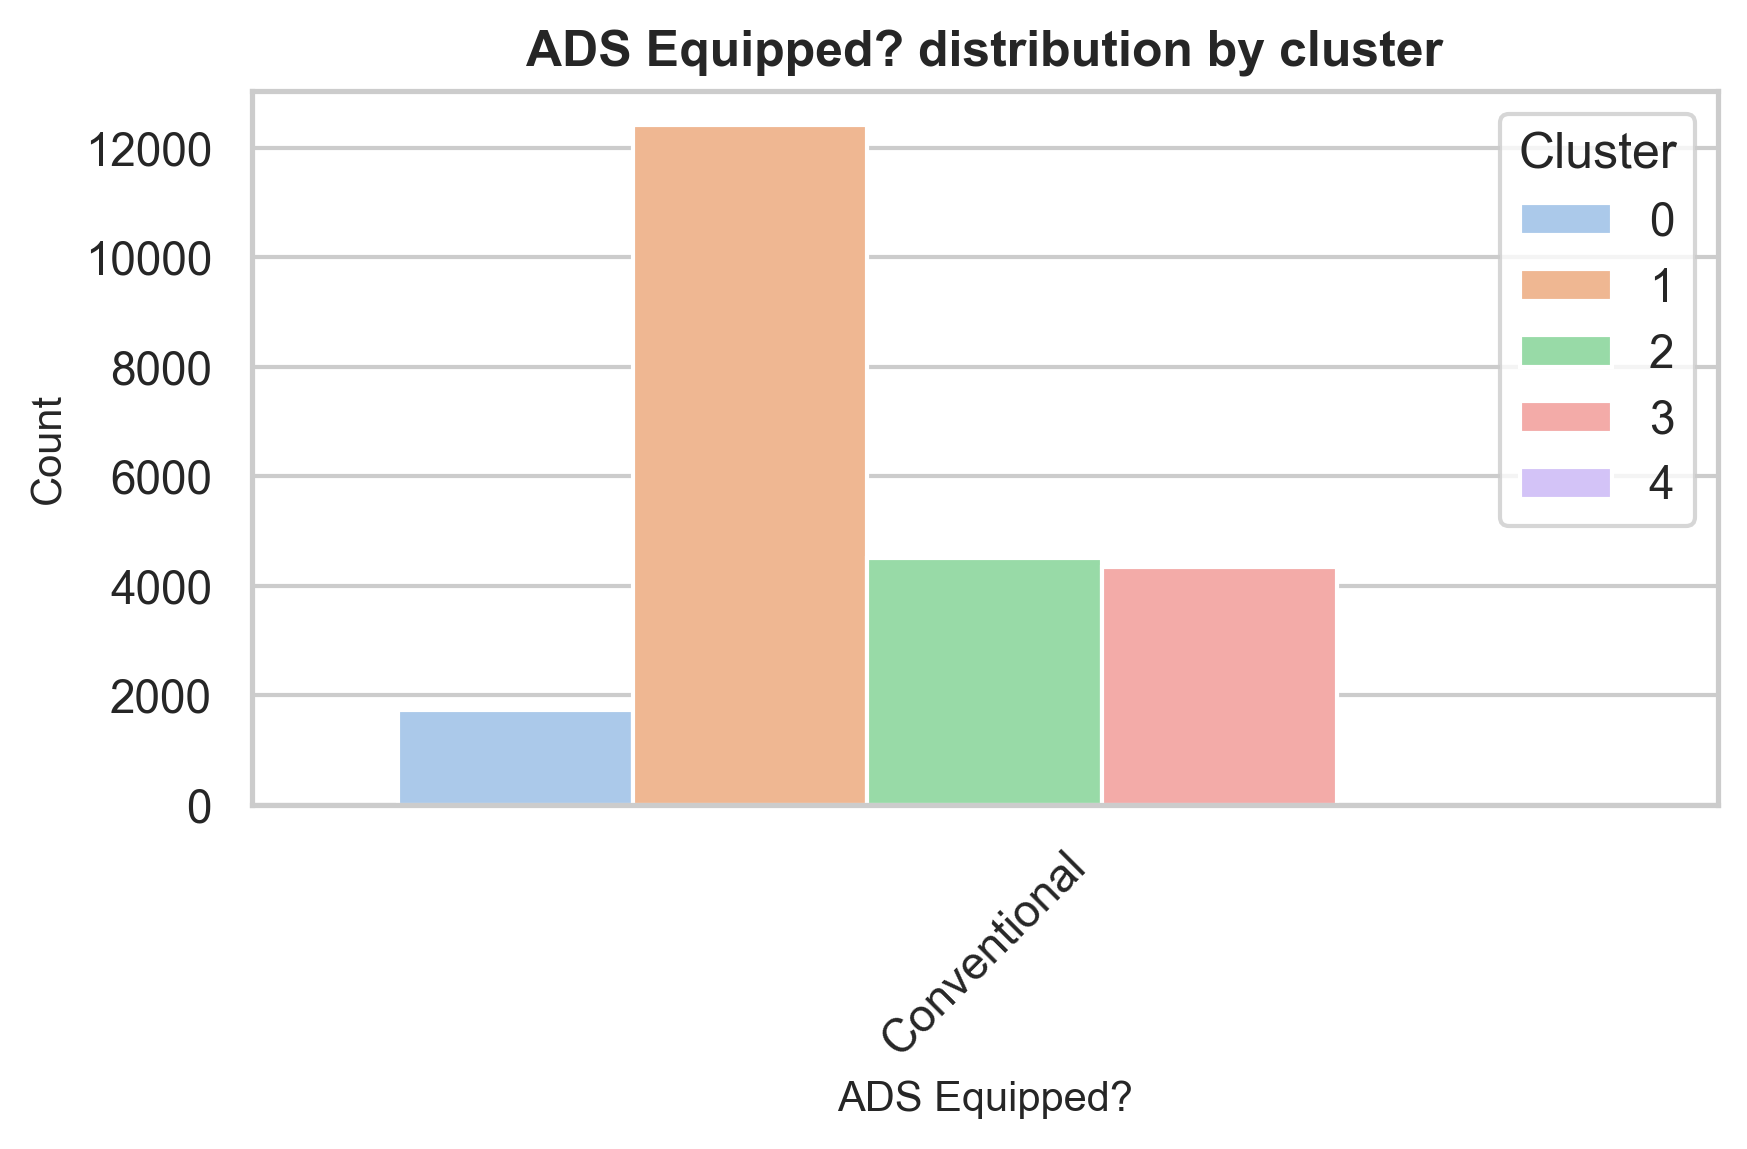 ADS Equipped? distribution by cluster
12000
10000
8000
6000
4000
2000
0
Count
Cluster
0
1
2
3
4
Conventional
ADS Equipped?